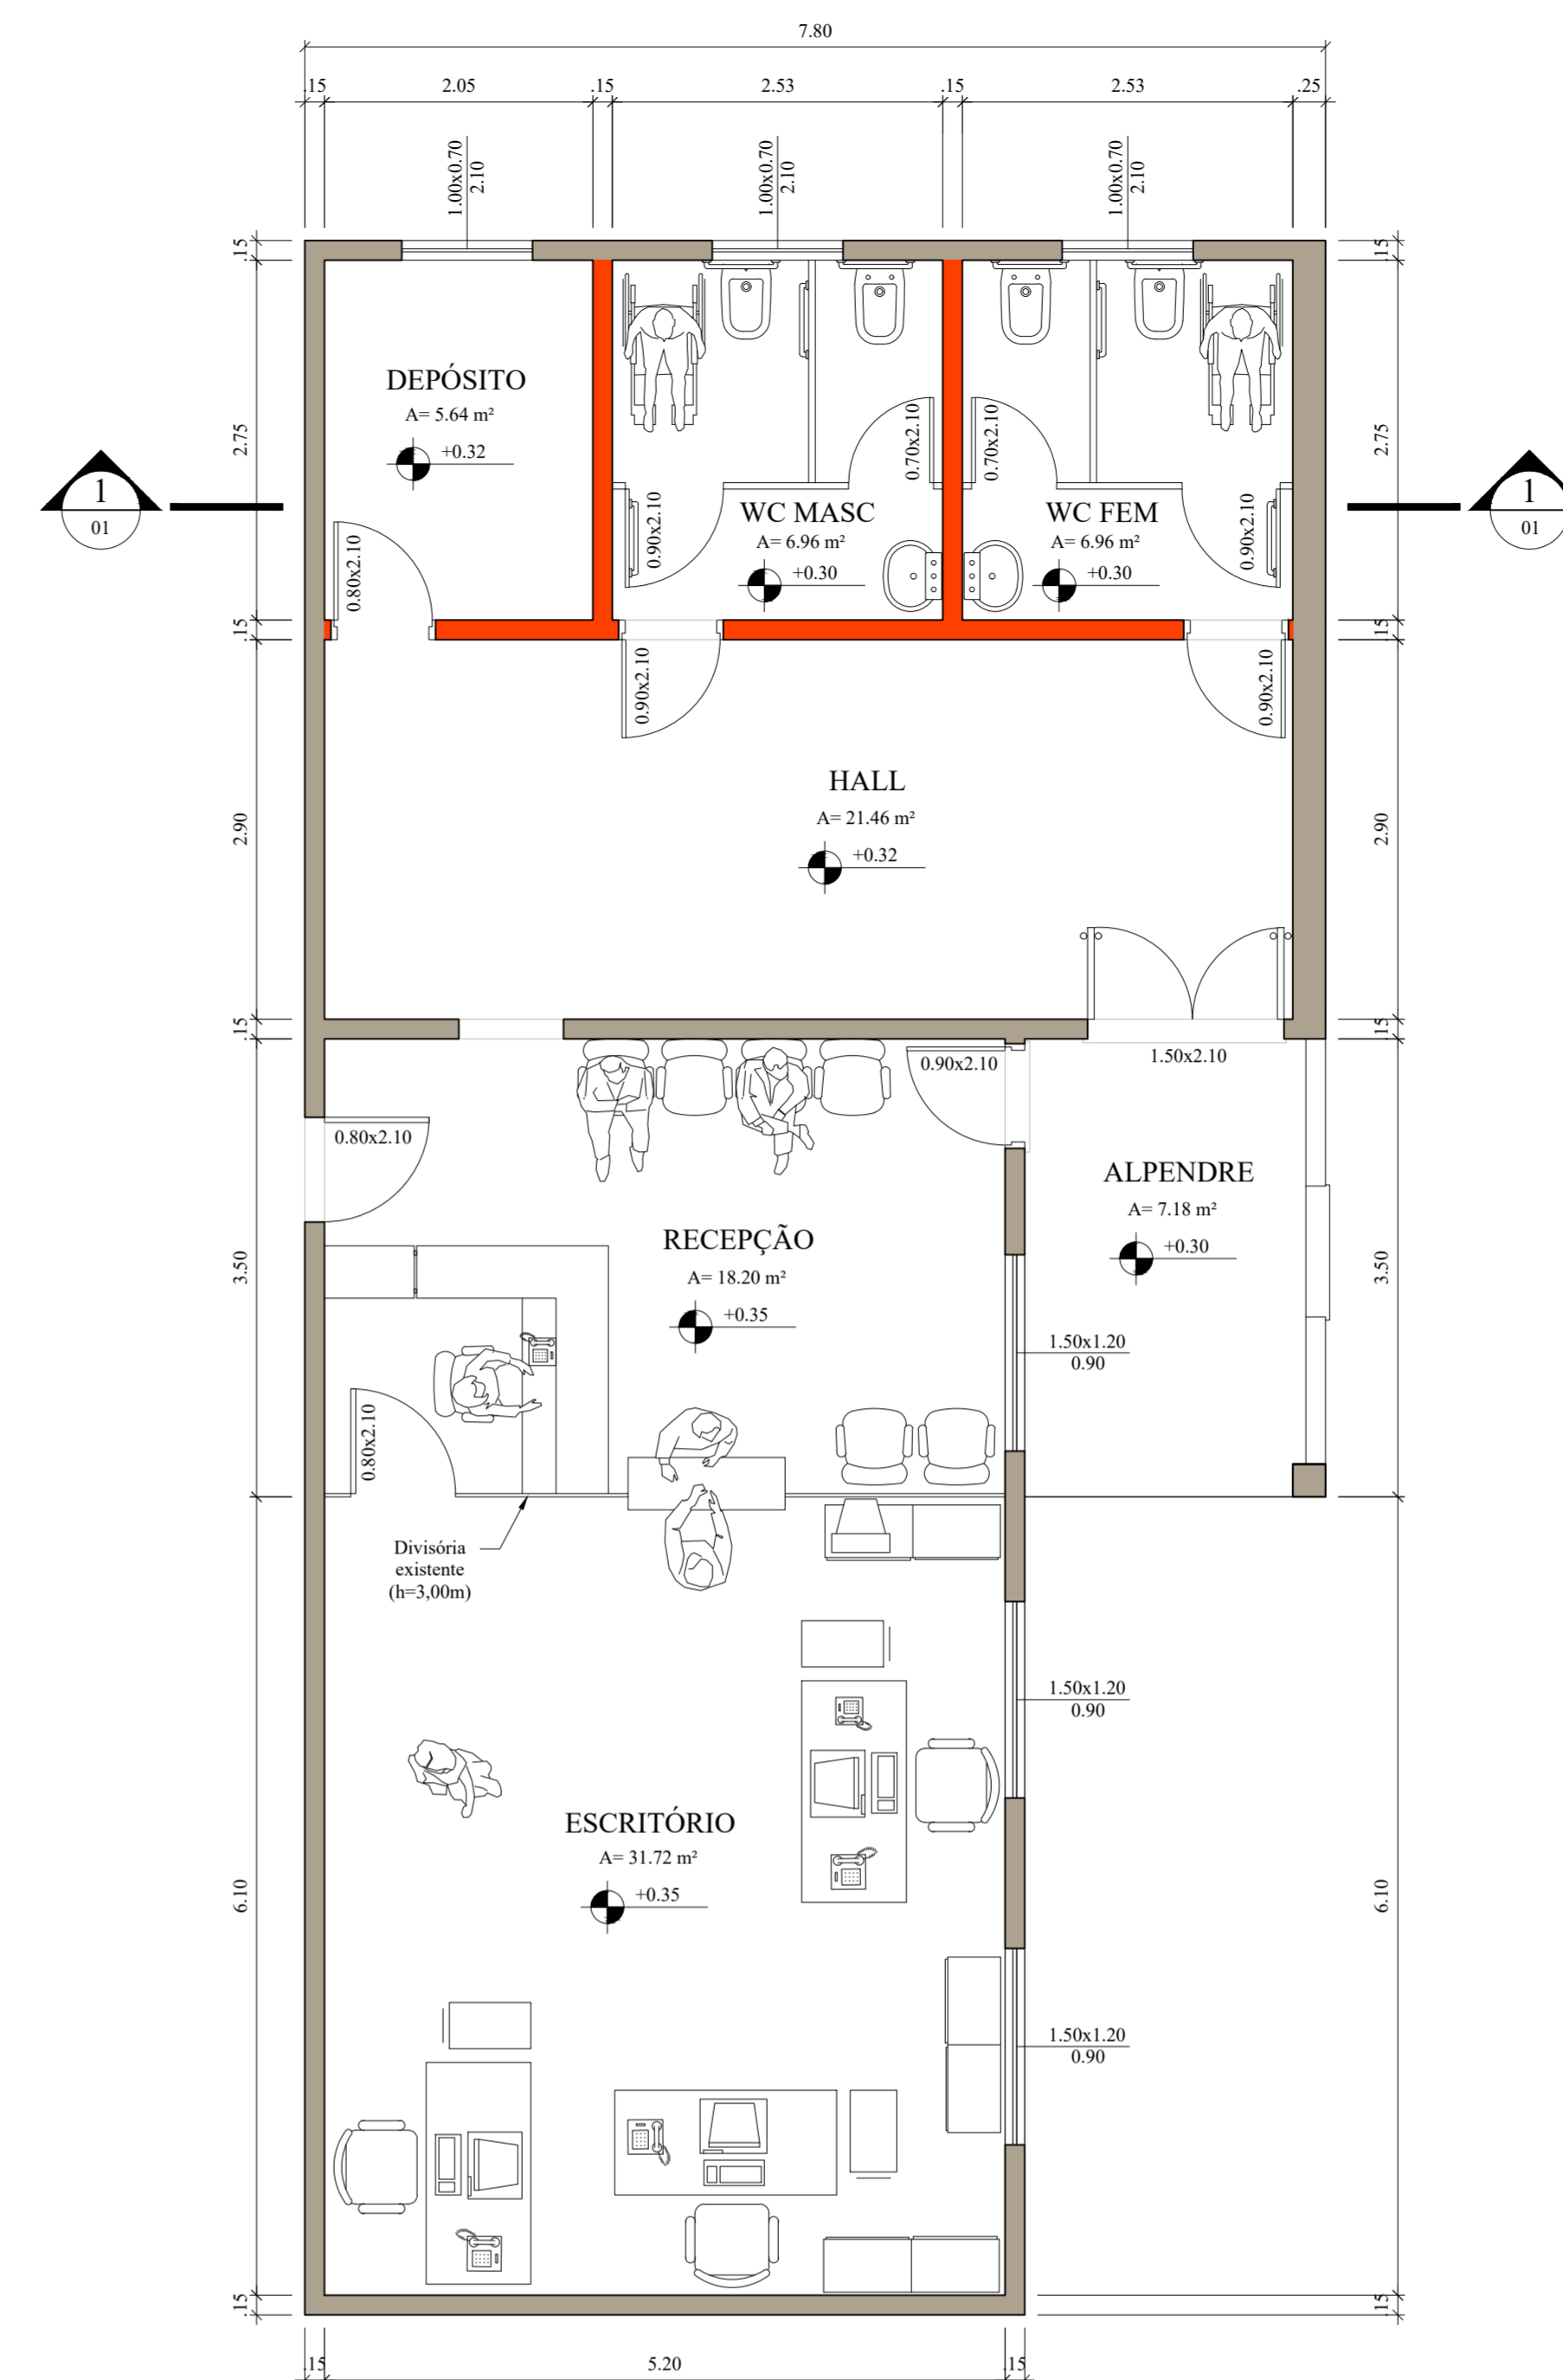 7.80
.15
2.05
.15
2.53
.15
2.53
.25
1.00x0.70
2.10
1.00x0.70
2.10
1.00x0.70
2.10
.15
.15
DEPÓSITO
A= 5.64 m²
+0.32
2.75
2.75
0.70x2.10
0.70x2.10
1
01
1
01
WC MASC
A= 6.96 m²
+0.30
WC FEM
A= 6.96 m²
+0.30
0.90x2.10
0.90x2.10
0.80x2.10
.15
.15
0.90x2.10
0.90x2.10
HALL
A= 21.46 m²
+0.32
2.90
2.90
.15
.15
1.50x2.10
0.90x2.10
0.80x2.10
ALPENDRE
A= 7.18 m²
+0.30
RECEPÇÃO
A= 18.20 m²
+0.35
3.50
3.50
1.50x1.20
0.90
0.80x2.10
Divisória
existente
(h=3,00m)
1.50x1.20
0.90
ESCRITÓRIO
A= 31.72 m²
+0.35
6.10
6.10
1.50x1.20
0.90
.15
.15
.15
5.20
.15